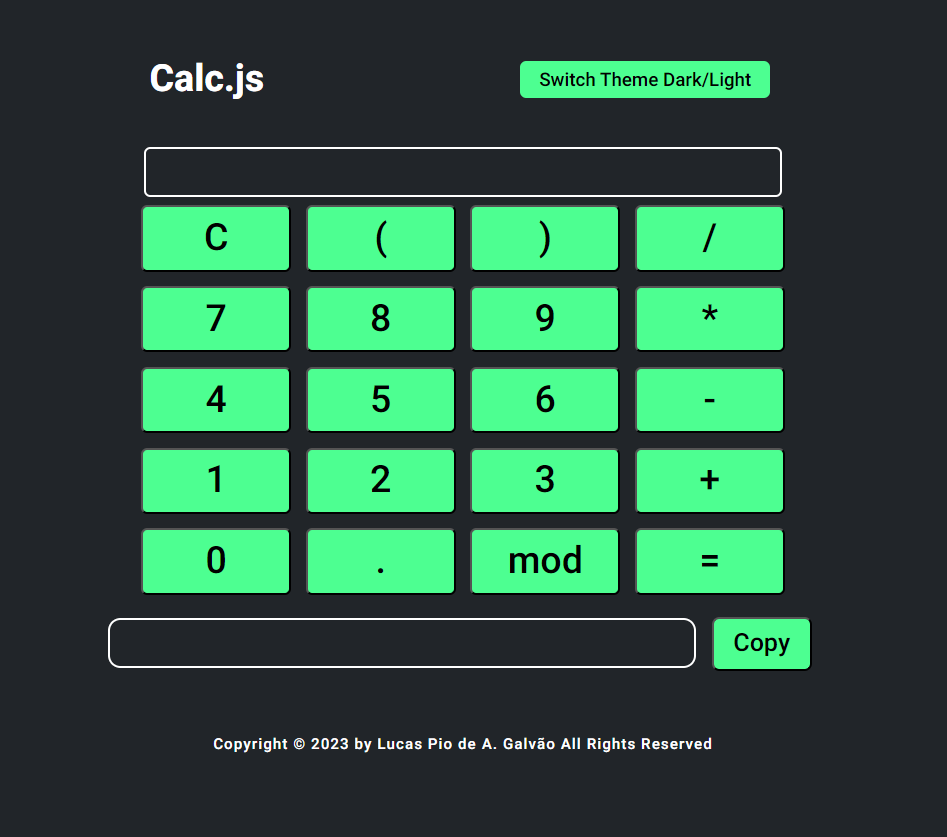 Calc.js
Switch Theme Dark/Light
C ( ) /
7 8 9 *
4 5 6 -
1 2 3 +
0 . mod =
Copy
Copyright © 2023 by Lucas Pio de A. Galvão All Rights Reserved